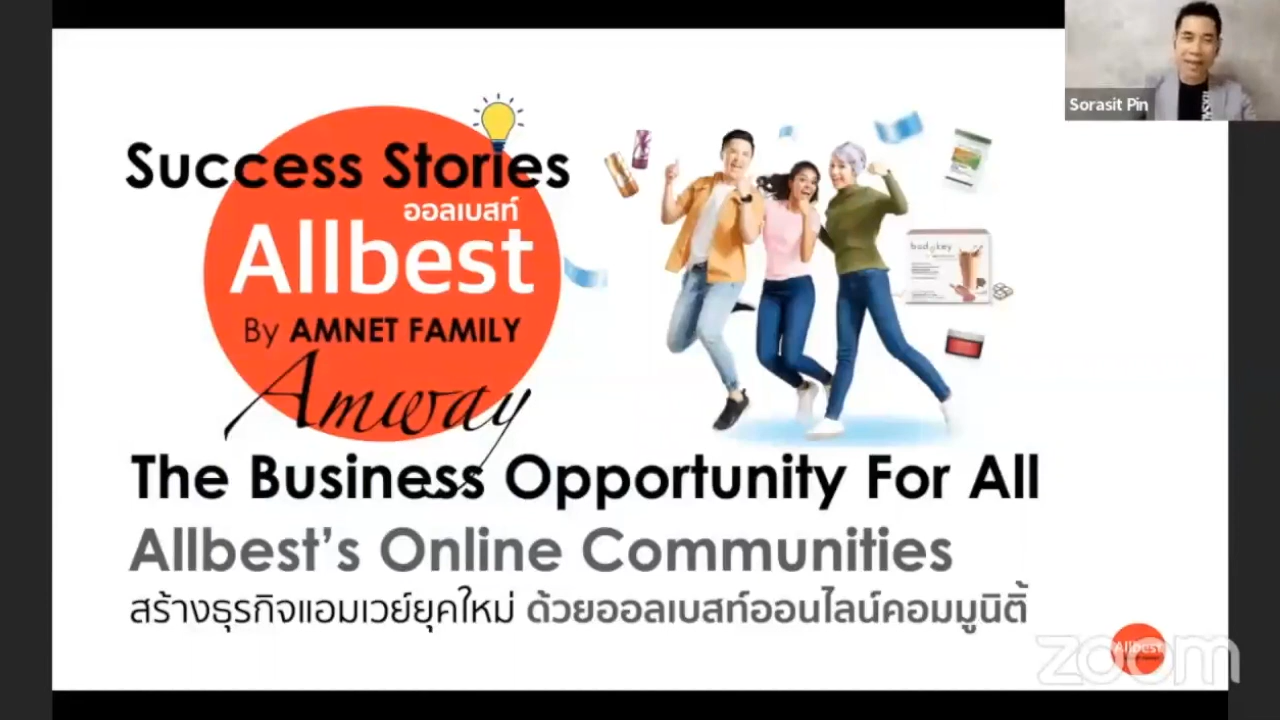 Sorasit Pin
Success Stories
ออลเบสท์
Allbest
By AMNET FAMILY
Amway
bodykey
The Business Opportunity For All
Allbest's Online Communities
สร้างธุรกิจแอมเวย์ยุคใหม่ ด้วยออลเบสท์ออนไลน์คอมมูนิตี้
Allbest
zoom